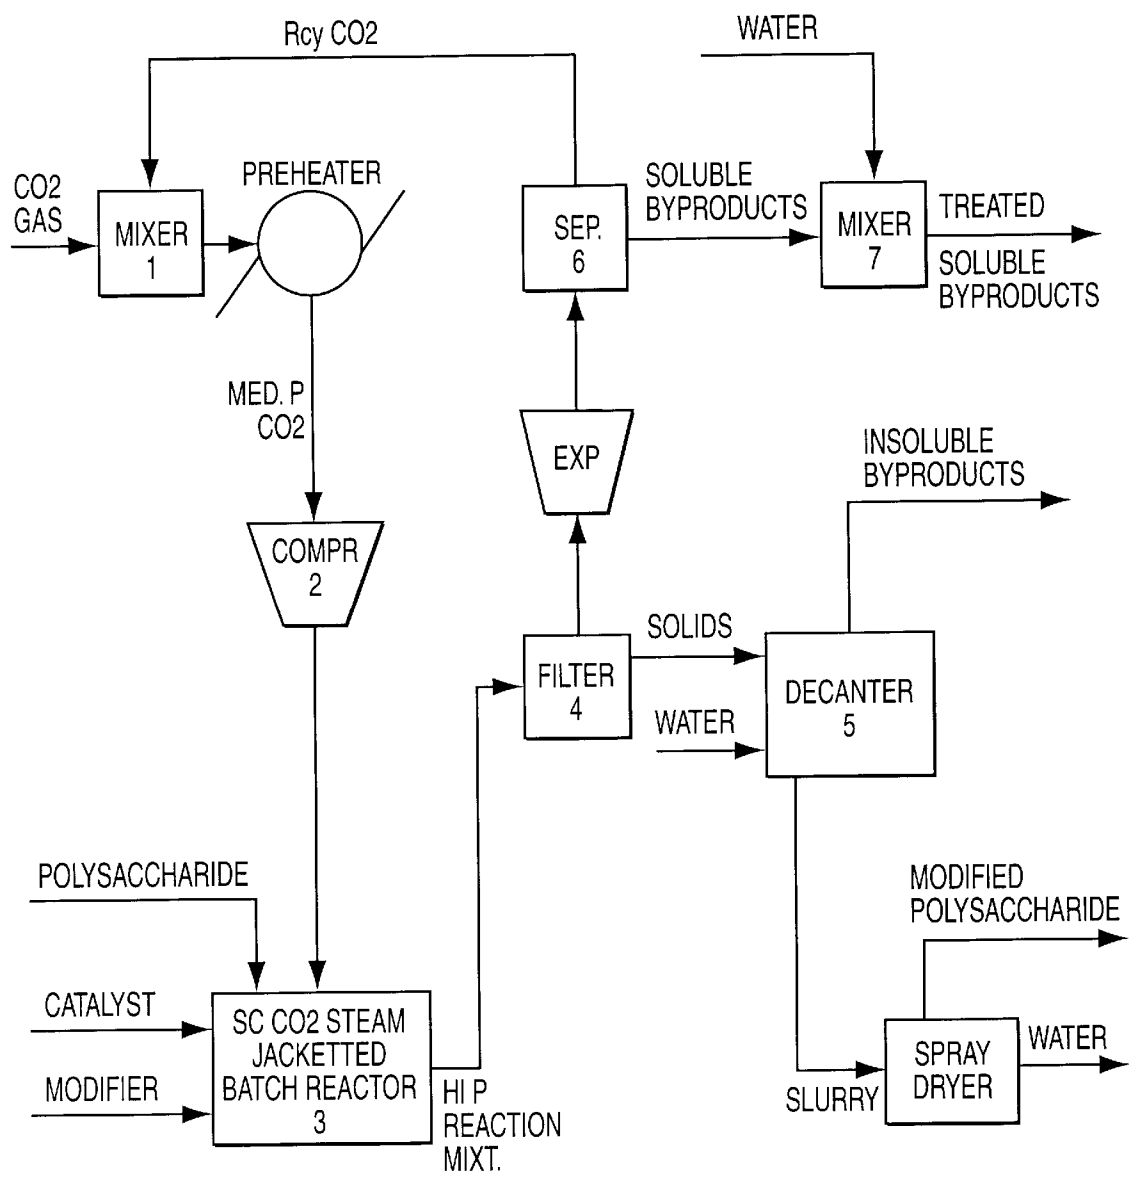 Rcy CO2
WATER
PREHEATER
CO2
GAS
MIXER
1
SEP.
6
SOLUBLE
BYPRODUCTS
MIXER
7
TREATED
SOLUBLE
BYPRODUCTS
MED. P
CO2
EXP
INSOLUBLE
BYPRODUCTS
COMPR
2
FILTER
4
SOLIDS
WATER
DECANTER
5
POLYSACCHARIDE
CATALYST
MODIFIER
SC CO2 STEAM
JACKETTED
BATCH REACTOR
3
HI P
REACTION
MIXT.
SLURRY
MODIFIED
POLYSACCHARIDE
SPRAY
DRYER
WATER